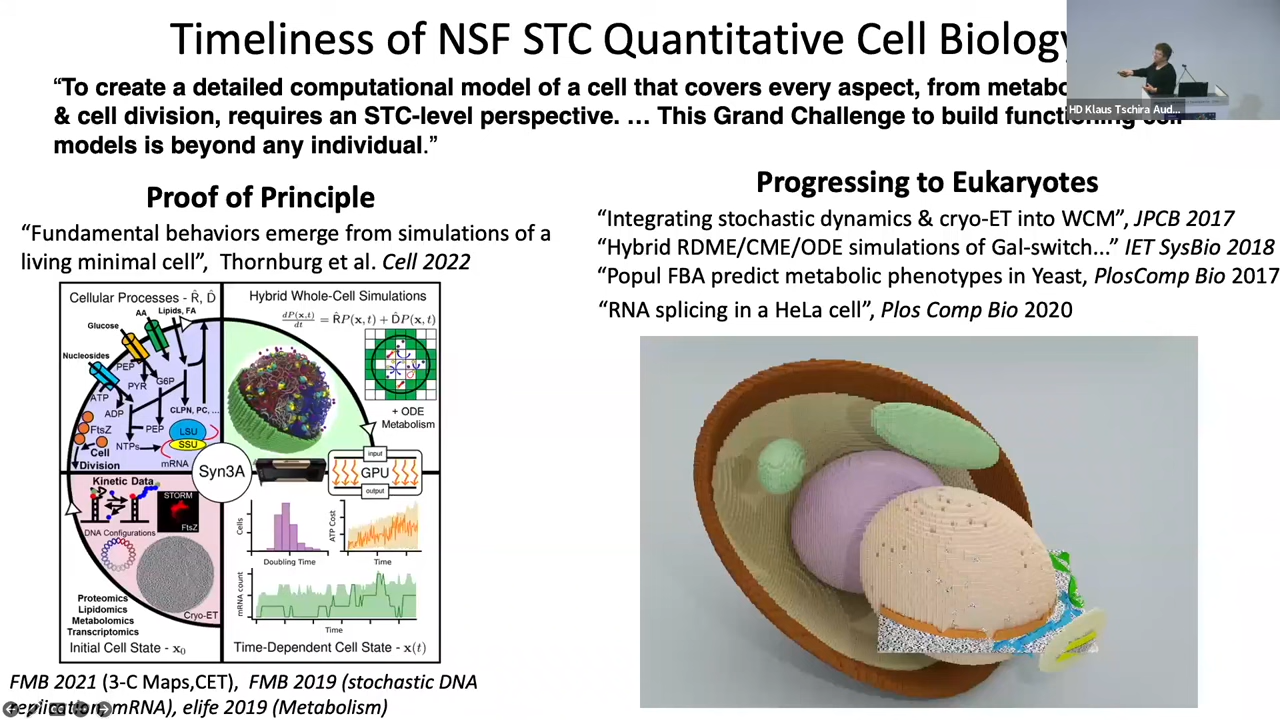 Timeliness of NSF STC Quantitative Cell Biology
HD Klaus Tschira Aud...
“To create a detailed computational model of a cell that covers every aspect, from
& cell division, requires an STC-level perspective. … This Grand Challenge to build functioning cell
models is beyond any individual.”
Proof of Principle
“Fundamental behaviors emerge from simulations of a
living minimal cell”, Thornburg et al. Cell 2022
Cellular Processes - R̂, D̂
Lipids, FA
AA
Glucose
Nucleosides
PEP
G6P
PYR
ATP
ADP
CLPN, PC, ...
FtsZ
PEP
LSU
NTPs
SSU
Cell
Division
mRNA
Hybrid Whole-Cell Simulations
dP(x,t)/dt = R̂P(x,t) + D̂P(x,t)
+ ODE
Metabolism
Syn3A
input
GPU
output
Kinetic Data
STORM
FtsZ
DNA Configurations
Cryo-ET
Proteomics
Lipidomics
Metabolomics
Transcriptomics
Initial Cell State - x₀
Cells
Doubling Time
ATP Cost
Time
mRNA count
Time
Time-Dependent Cell State - x(t)
FMB 2021 (3-C Maps,CET), FMB 2019 (stochastic DNA
replication, mRNA), elife 2019 (Metabolism)
Progressing to Eukaryotes
“Integrating stochastic dynamics & cryo-ET into WCM”, JPCB 2017
“Hybrid RDME/CME/ODE simulations of Gal-switch...” IET SysBio 2018
“Popul FBA predict metabolic phenotypes in Yeast, PlosComp Bio 2017
“RNA splicing in a HeLa cell”, Plos Comp Bio 2020